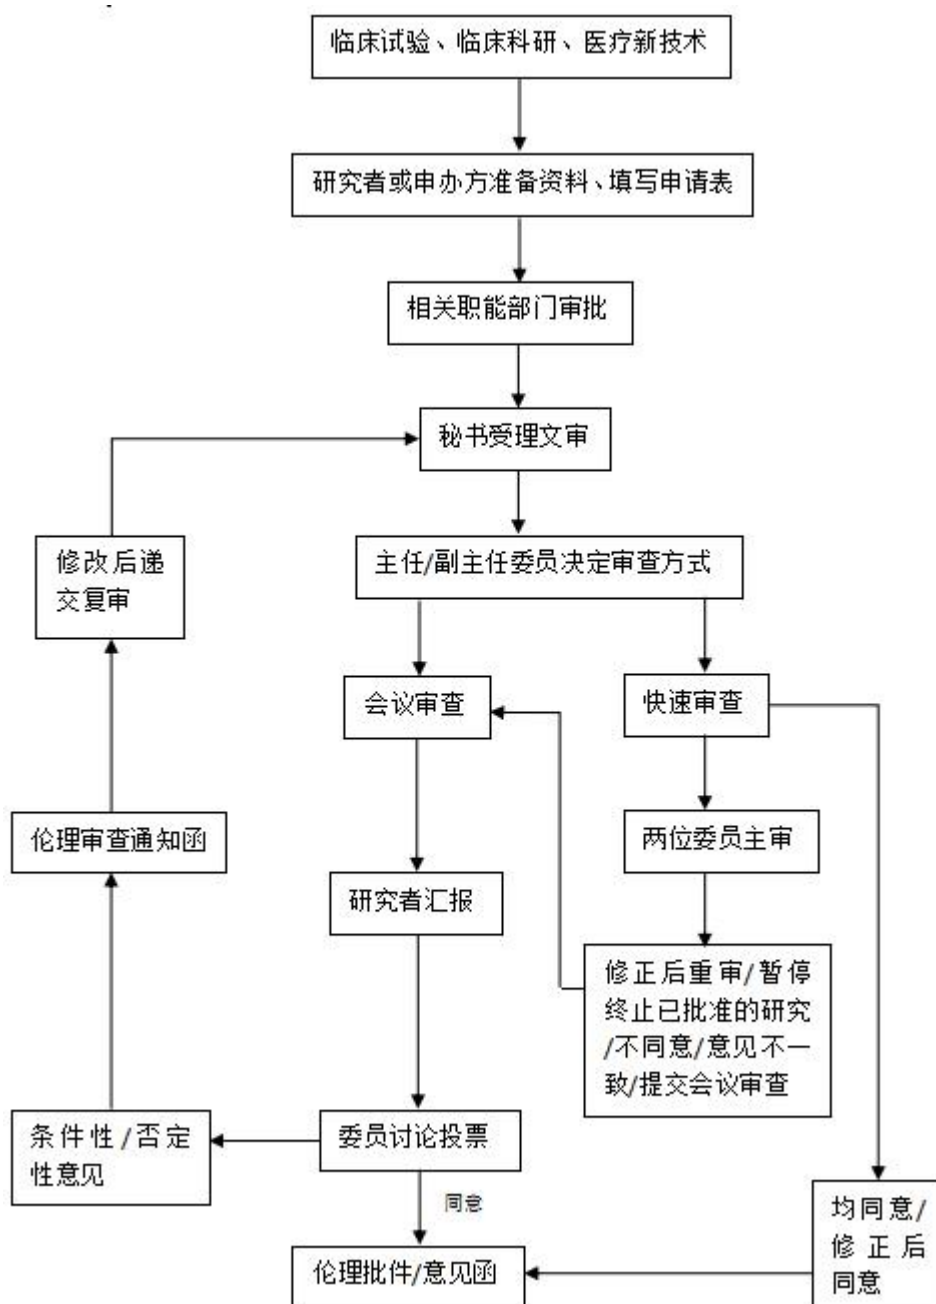 临床试验、临床科研、医疗新技术
研究者或申办方准备资料、填写申请表
相关职能部门审批
秘书受理文审
修改后递
交复审
主任/副主任委员决定审查方式
会议审查
快速审查
伦理审查通知函
两位委员主审
研究者汇报
修正后重审/暂停
终止已批准的研究
/不同意/意见不一
致/提交会议审查
条件性/否定
性意见
委员讨论投票
同意
均同意/
修正后
同意
伦理批件/意见函